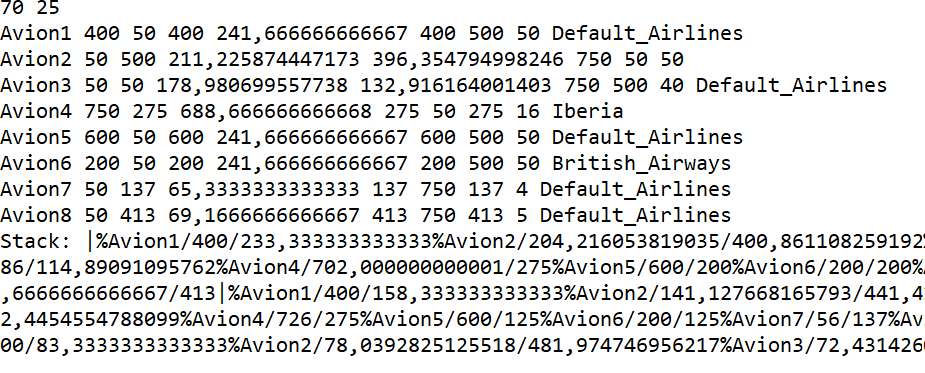 70 25
Avion1 400 50 400 241,666666666667 400 500 50 Default_Airlines
Avion2 50 500 211,225874447173 396,354794998246 750 50 50
Avion3 50 50 178,980699557738 132,916164001403 750 500 40 Default_Airlines
Avion4 750 275 688,666666666668 275 50 275 16 Iberia
Avion5 600 50 600 241,666666666667 600 500 50 Default_Airlines
Avion6 200 50 200 241,666666666667 200 500 50 British_Airways
Avion7 50 137 65,3333333333333 137 750 137 4 Default_Airlines
Avion8 50 413 69,1666666666667 413 750 413 5 Default_Airlines
Stack: |%Avion1/400/233,333333333333%Avion2/204,216053819035/400,861108259192%
86/114,89091095762%Avion4/702,000000000001/275%Avion5/600/200%Avion6/200/200%
,6666666666667/413|%Avion1/400/158,333333333333%Avion2/141,127668165793/441,4
2,4454554788099%Avion4/726/275%Avion5/600/125%Avion6/200/125%Avion7/56/137%Av
00/83,3333333333333%Avion2/78,0392825125518/481,974746956217%Avion3/72,431426